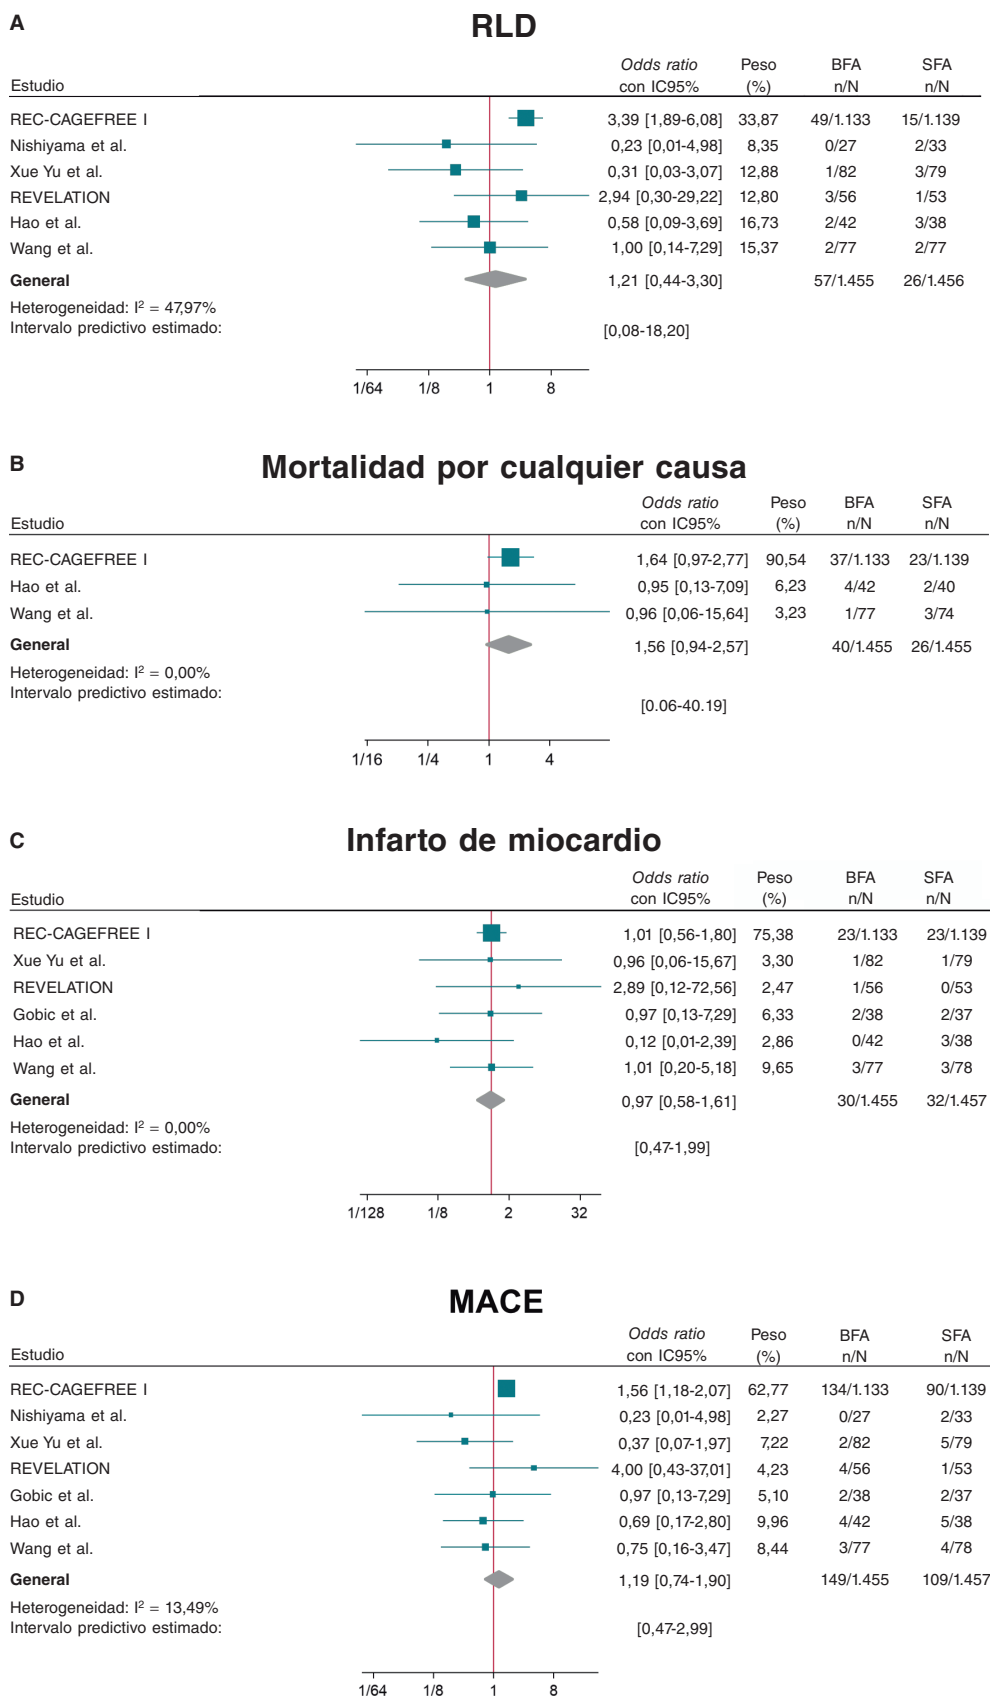 A RLD
Odds ratio Peso BFA SFA
Estudio con IC95% (%) n/N n/N
REC-CAGEFREE I 3,39 [1,89-6,08] 33,87 49/1.133 15/1.139
Nishiyama et al. 0,23 [0,01-4,98] 8,35 0/27 2/33
Xue Yu et al. 0,31 [0,03-3,07] 12,88 1/82 3/79
REVELATION 2,94 [0,30-29,22] 12,80 3/56 1/53
Hao et al. 0,58 [0,09-3,69] 16,73 2/42 3/38
Wang et al. 1,00 [0,14-7,29] 15,37 2/77 2/77
General 1,21 [0,44-3,30] 57/1.455 26/1.456
Heterogeneidad: I² = 47,97%
Intervalo predictivo estimado: [0,08-18,20]
1/64 1/8 1 8
B Mortalidad por cualquier causa
Odds ratio Peso BFA SFA
Estudio con IC95% (%) n/N n/N
REC-CAGEFREE I 1,64 [0,97-2,77] 90,54 37/1.133 23/1.139
Hao et al. 0,95 [0,13-7,09] 6,23 4/42 2/40
Wang et al. 0,96 [0,06-15,64] 3,23 1/77 3/74
General 1,56 [0,94-2,57] 40/1.455 26/1.455
Heterogeneidad: I² = 0,00%
Intervalo predictivo estimado:
[0.06-40.19]
1/16 1/4 1 4
C Infarto de miocardio
Odds ratio Peso BFA SFA
Estudio con IC95% (%) n/N n/N
REC-CAGEFREE I 1,01 [0,56-1,80] 75,38 23/1.133 23/1.139
Xue Yu et al. 0,96 [0,06-15,67] 3,30 1/82 1/79
REVELATION 2,89 [0,12-72,56] 2,47 1/56 0/53
Gobic et al. 0,97 [0,13-7,29] 6,33 2/38 2/37
Hao et al. 0,12 [0,01-2,39] 2,86 0/42 3/38
Wang et al. 1,01 [0,20-5,18] 9,65 3/77 3/78
General 0,97 [0,58-1,61] 30/1.455 32/1.457
Heterogeneidad: I² = 0,00%
Intervalo predictivo estimado: [0,47-1,99]
1/128 1/8 2 32
D MACE
Odds ratio Peso BFA SFA
Estudio con IC95% (%) n/N n/N
REC-CAGEFREE I 1,56 [1,18-2,07] 62,77 134/1.133 90/1.139
Nishiyama et al. 0,23 [0,01-4,98] 2,27 0/27 2/33
Xue Yu et al. 0,37 [0,07-1,97] 7,22 2/82 5/79
REVELATION 4,00 [0,43-37,01] 4,23 4/56 1/53
Gobic et al. 0,97 [0,13-7,29] 5,10 2/38 2/37
Hao et al. 0,69 [0,17-2,80] 9,96 4/42 5/38
Wang et al. 0,75 [0,16-3,47] 8,44 3/77 4/78
General 1,19 [0,74-1,90] 149/1.455 109/1.457
Heterogeneidad: I² = 13,49%
Intervalo predictivo estimado: [0,47-2,99]
1/64 1/8 1 8